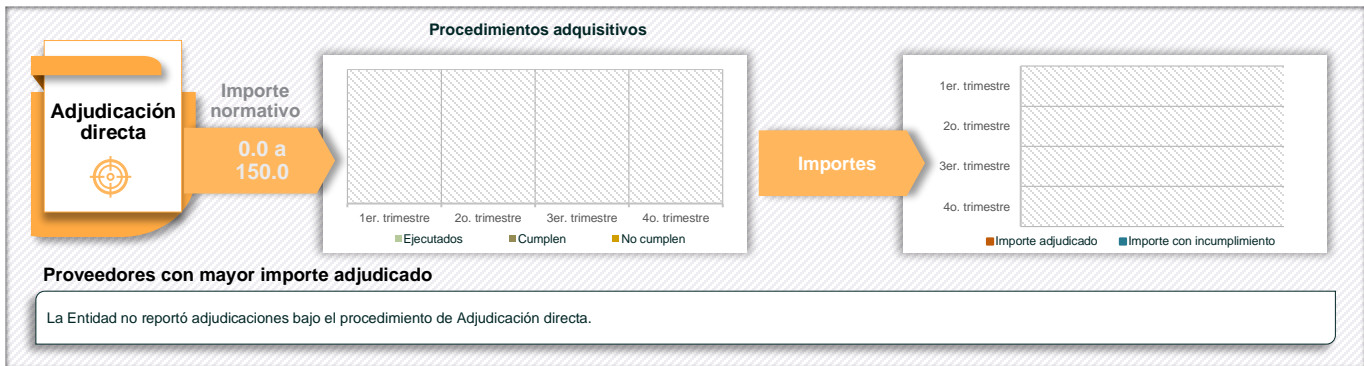 Procedimientos adquisitivos
Adjudicación
directa
Importe
normativo
0.0 a
150.0
1er. trimestre
2o. trimestre
3er. trimestre
4o. trimestre
Ejecutados
Cumplen
No cumplen
Importes
1er. trimestre
2o. trimestre
3er. trimestre
4o. trimestre
Importe adjudicado
Importe con incumplimiento
Proveedores con mayor importe adjudicado
La Entidad no reportó adjudicaciones bajo el procedimiento de Adjudicación directa.